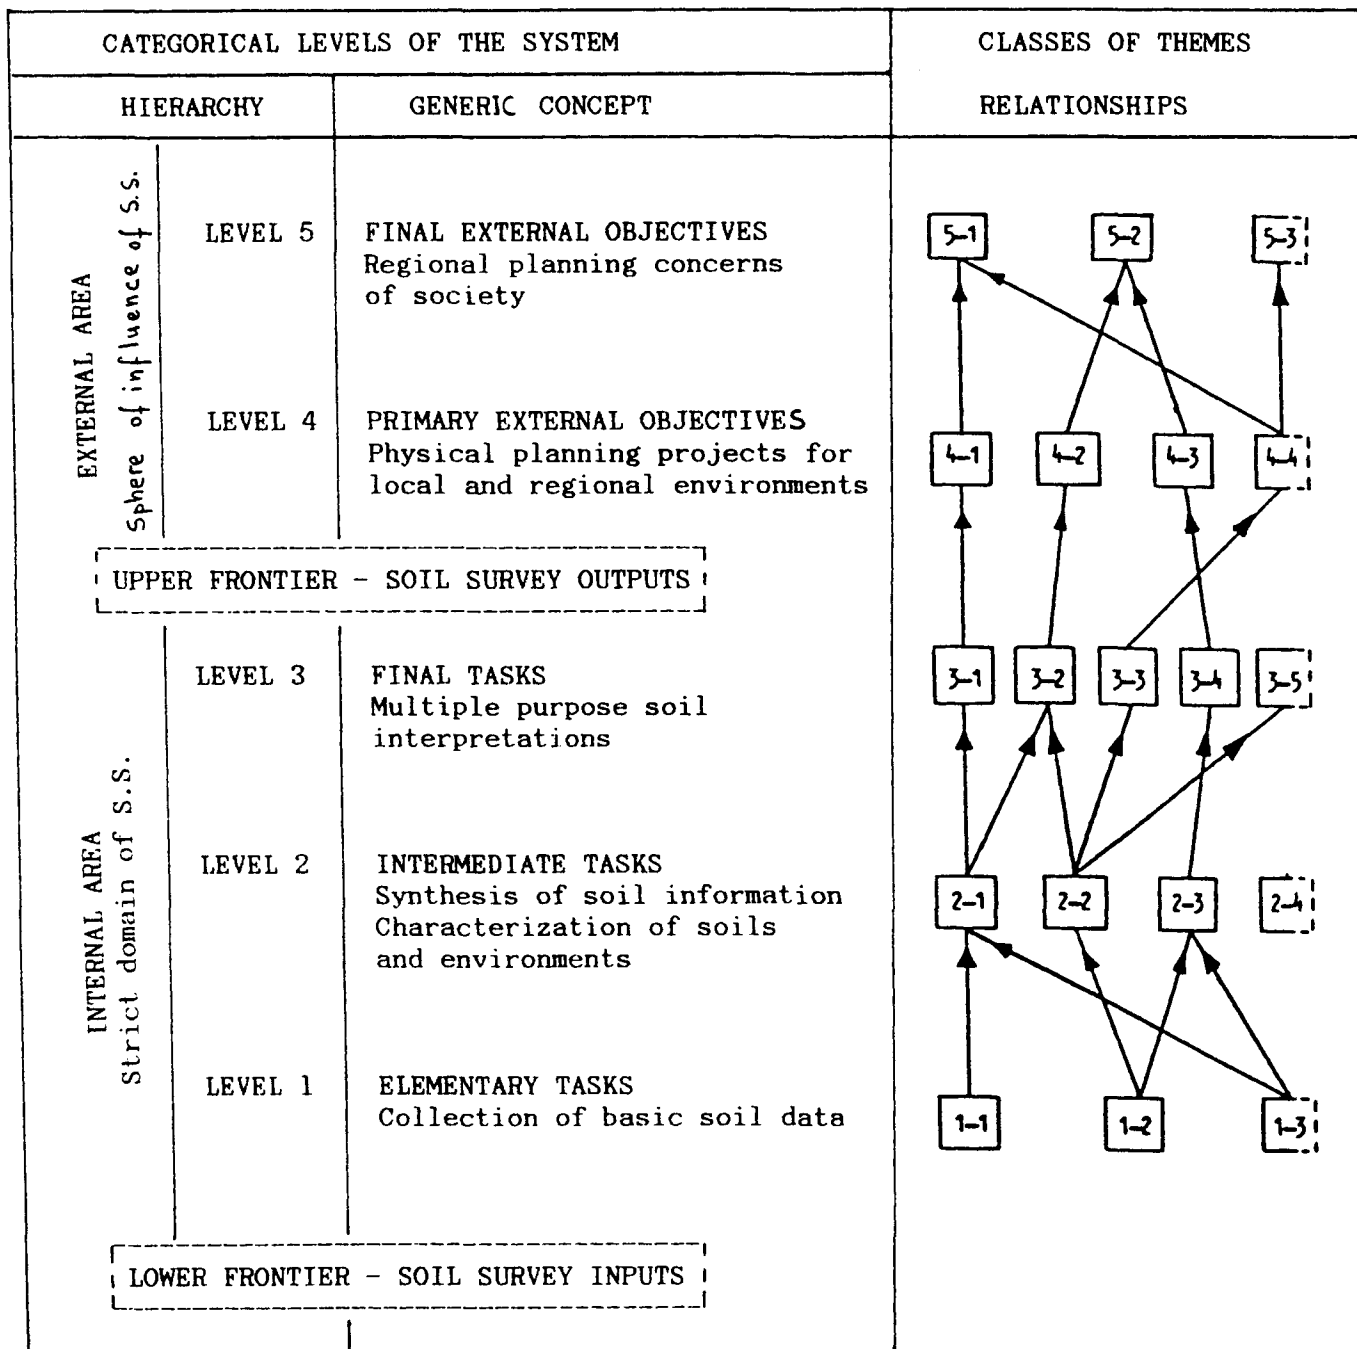 CATEGORICAL LEVELS OF THE SYSTEM
CLASSES OF THEMES
RELATIONSHIPS
HIERARCHY
GENERIC CONCEPT
EXTERNAL AREA
Sphere of influence of S.S.
LEVEL 5
FINAL EXTERNAL OBJECTIVES
Regional planning concerns
of society
5-1 5-2 5-3
LEVEL 4
PRIMARY EXTERNAL OBJECTIVES
Physical planning projects for
local and regional environments
4-1 4-2 4-3 4-4
UPPER FRONTIER - SOIL SURVEY OUTPUTS
INTERNAL AREA
Strict domain of S.S.
LEVEL 3
FINAL TASKS
Multiple purpose soil
interpretations
3-1 3-2 3-3 3-4 3-5
LEVEL 2
INTERMEDIATE TASKS
Synthesis of soil information
Characterization of soils
and environments
2-1 2-2 2-3 2-4
LEVEL 1
ELEMENTARY TASKS
Collection of basic soil data
1-1 1-2 1-3
LOWER FRONTIER - SOIL SURVEY INPUTS